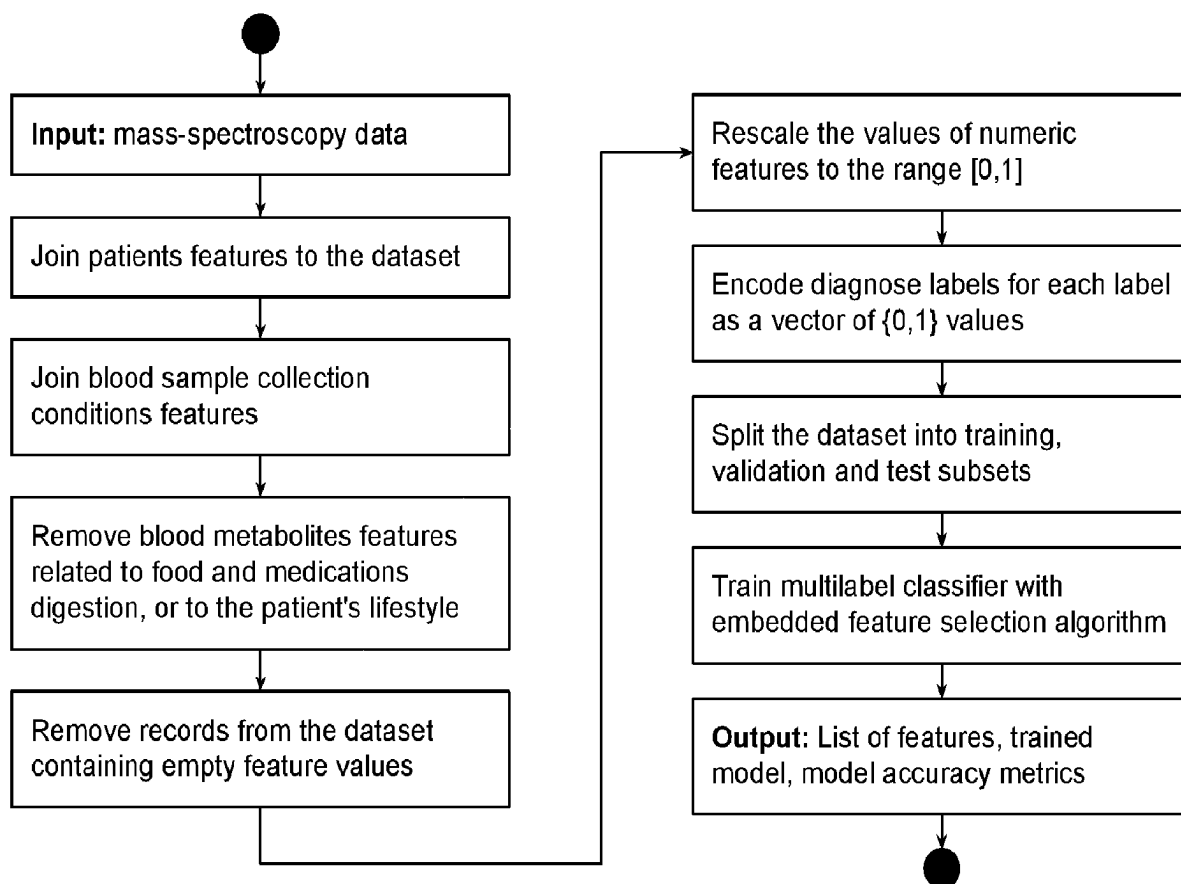 Input: mass-spectroscopy data
Join patients features to the dataset
Join blood sample collection
conditions features
Remove blood metabolites features
related to food and medications
digestion, or to the patient's lifestyle
Remove records from the dataset
containing empty feature values
Rescale the values of numeric
features to the range [0,1]
Encode diagnose labels for each label
as a vector of {0,1} values
Split the dataset into training,
validation and test subsets
Train multilabel classifier with
embedded feature selection algorithm
Output: List of features, trained
model, model accuracy metrics